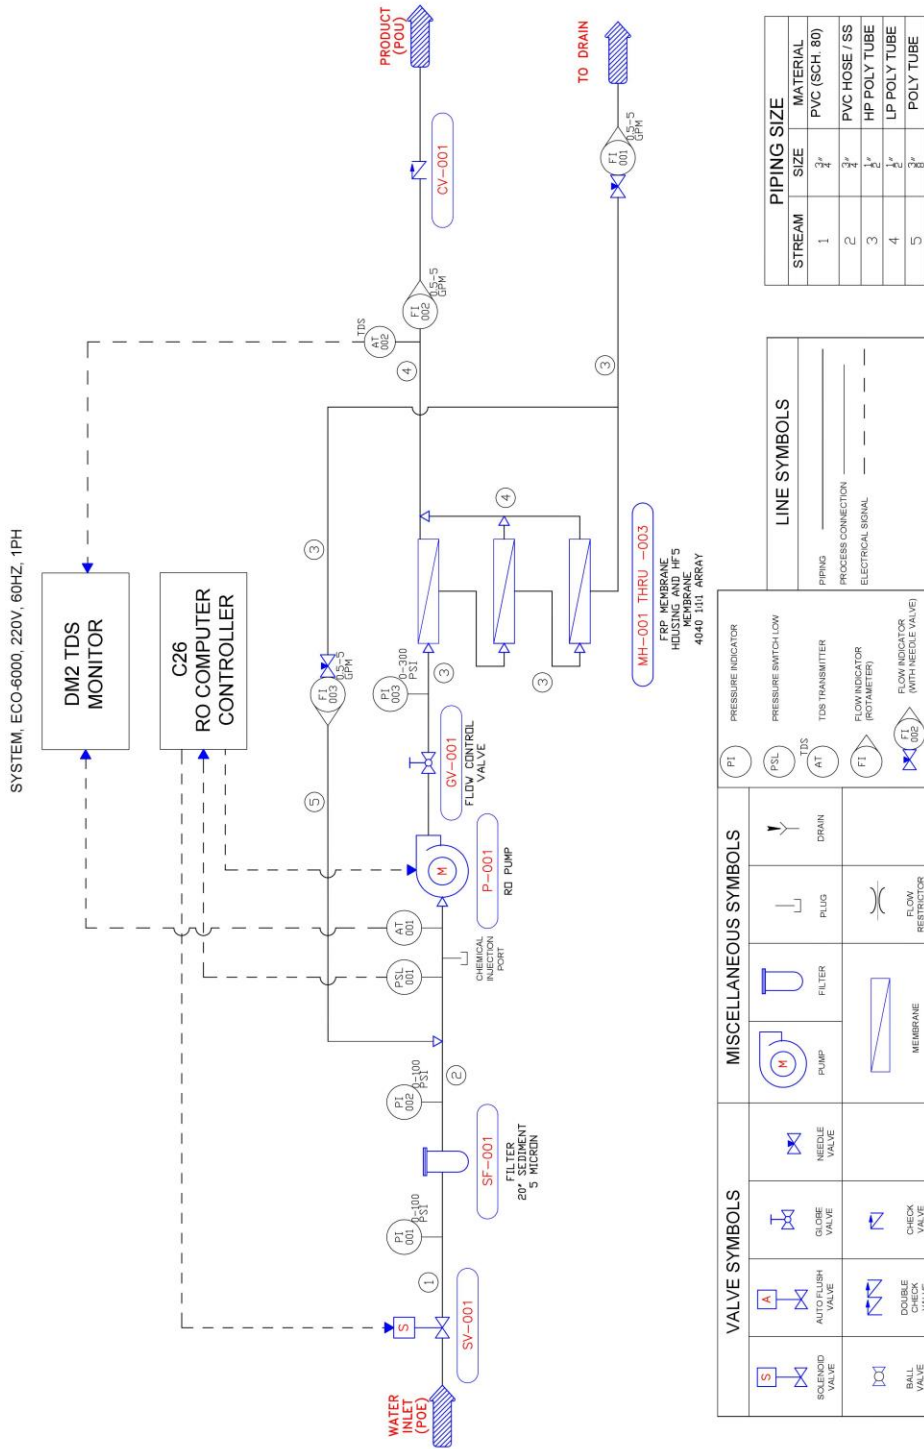 SYSTEM, ECO-6000, 220V, 60HZ, 1PH
DM2 TDS
MONITOR
C26
RO COMPUTER
CONTROLLER
WATER
INLET
(POE)
S
SV-001
1
PI
001
0-100
PSI
SF-001
FILTER
20" SEDIMENT
5 MICRON
PI
002
0-100
PSI
2
PSL
001
AT
001
CHEMICAL
INJECTION
PORT
M
P-001
RO PUMP
GV-001
FLOW CONTROL
VALVE
PI
003
0-300
PSI
3
5
FI
003
0.5-5
GPM
3
3
4
MH-001 THRU -003
FRP MEMBRANE
HOUSING AND HF5
MEMBRANE
4040 1:1:1 ARRAY
4
AT
002
TDS
FI
002
0.5-5
GPM
CV-001
PRODUCT
(POU)
3
FI
001
0.5-5
GPM
TO DRAIN
VALVE SYMBOLS
S
SOLENOID
VALVE
A
AUTO FLUSH
VALVE
GLOBE
VALVE
NEEDLE
VALVE
BALL
VALVE
DOUBLE
CHECK
CHECK
VALVE
MISCELLANEOUS SYMBOLS
M
PUMP
FILTER
PLUG
DRAIN
MEMBRANE
FLOW
RESTRICTOR
PI
PRESSURE INDICATOR
PSL
PRESSURE SWITCH LOW
TDS
AT
TDS TRANSMITTER
FI
FLOW INDICATOR
(ROTAMETER)
FI
002
FLOW INDICATOR
(WITH NEEDLE VALVE)
LINE SYMBOLS
PIPING
PROCESS CONNECTION
ELECTRICAL SIGNAL
PIPING SIZE
STREAM SIZE MATERIAL
1 3/4" PVC (SCH. 80)
2 3/4" PVC HOSE / SS
3 1/2" HP POLY TUBE
4 1/2" LP POLY TUBE
5 3/8" POLY TUBE